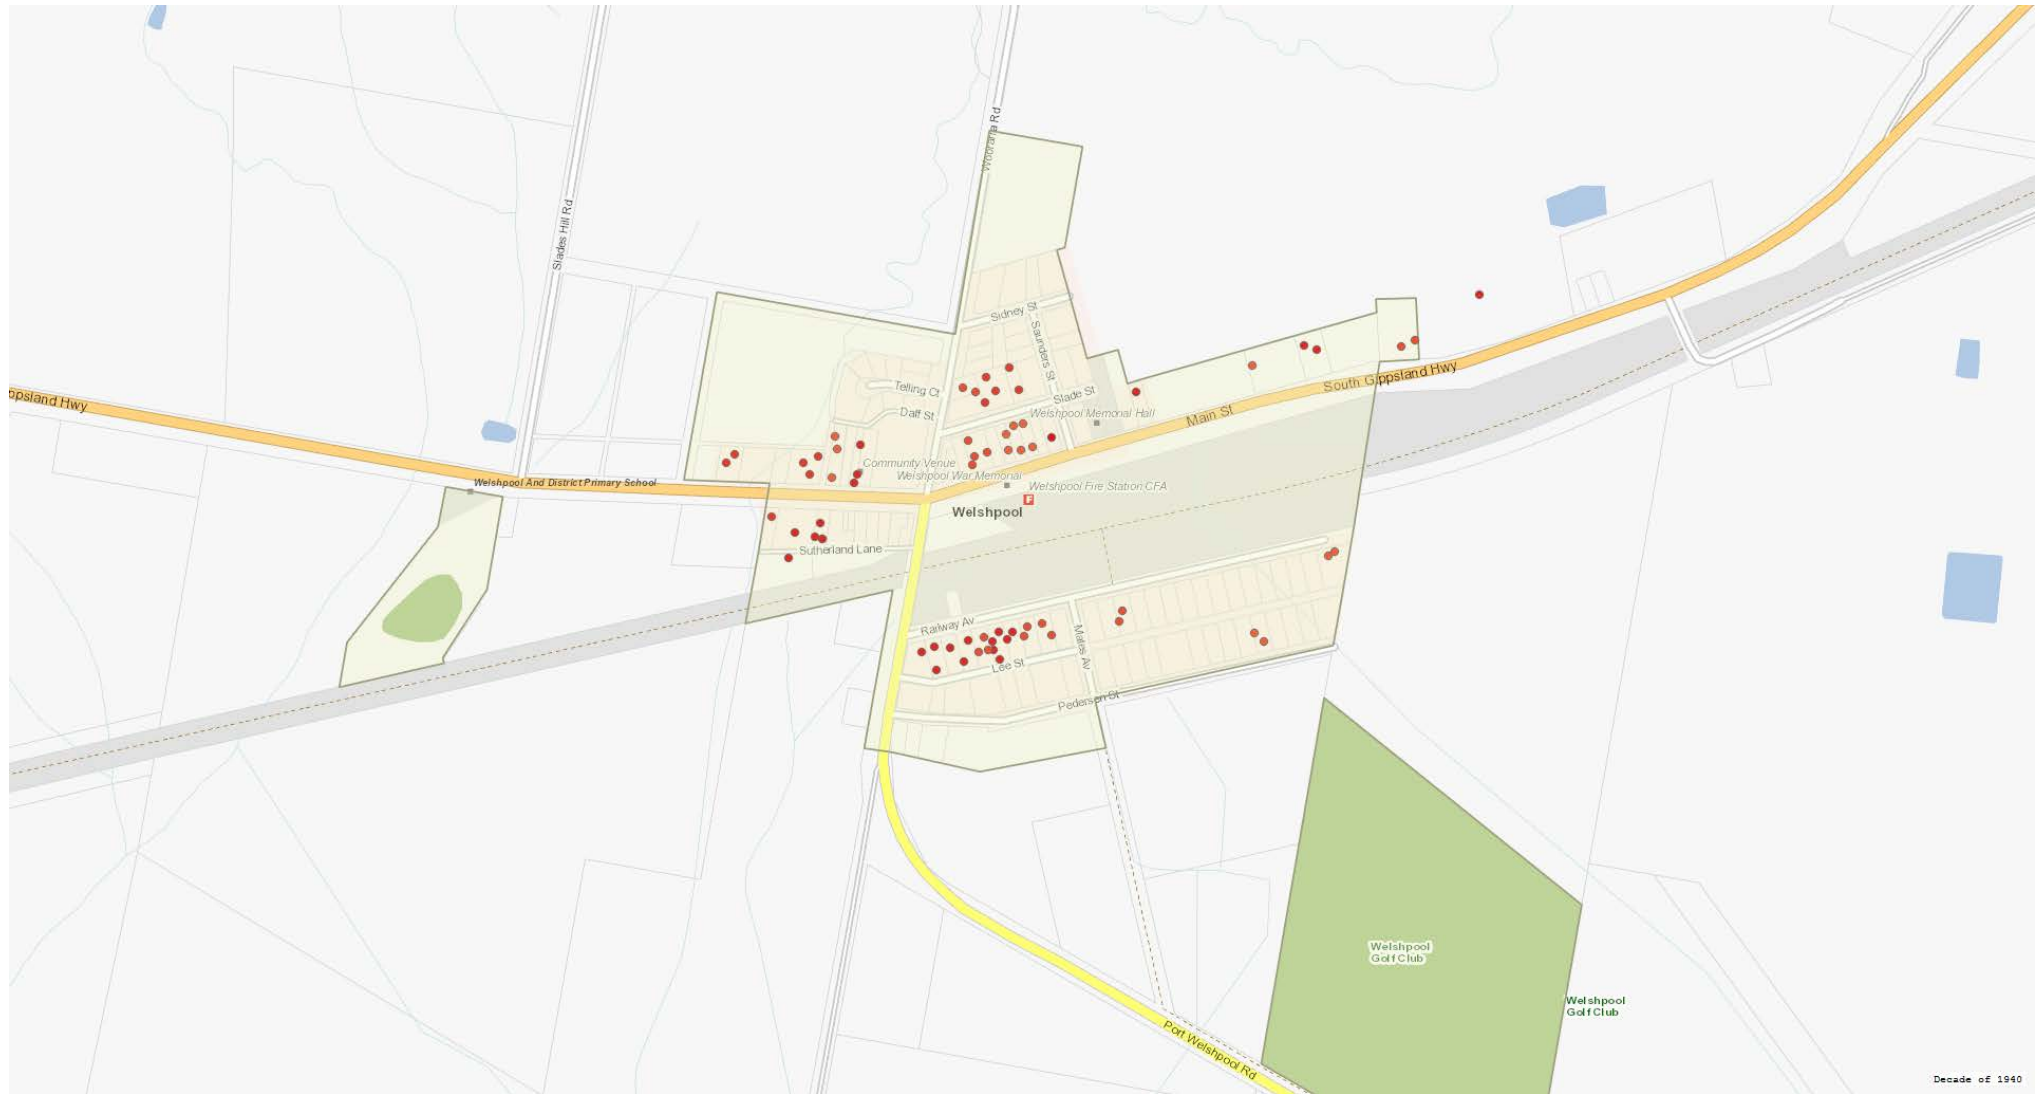 Woorarra Rd
Slades Hill Rd
Sidney St
Saunders St
Telling Ct
Slade St
Daff St
Welshpool Memorial Hall
South Gippsland Hwy
Main St
ppsland Hwy
Community Venue
Welshpool War Memorial
Welshpool And District Primary School
Welshpool Fire Station CFA
F
Welshpool
Sutherland Lane
Railway Av
Mates Av
Lee St
Pedersen St
Welshpool
Golf Club
Welshpool
Golf Club
Port Welshpool Rd
Decade of 1940